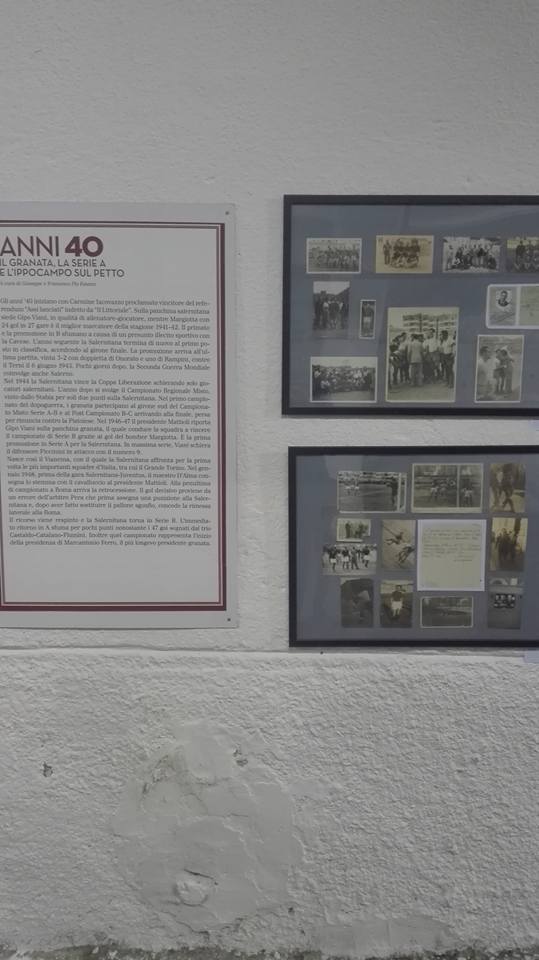 ANNI 40
IL GRANATA, LA SERIE A
E L'IPPOCAMPO SUL PETTO
Gli anni '40 iniziano con Carmine Iacovazzo proclamato vincitore del refe-
rendum "Assi lanciati" indetto da "Il Littoriale". Sulla panchina salernitana
siede Gipo Viani, in qualità di allenatore-giocatore, mentre Margiotta con
24 gol in 27 gare è il miglior marcatore della stagione 1941-42. Il primato
e la promozione in B sfumano a causa di un presunto illecito sportivo con
la Cavese. L'anno seguente la Salernitana termina di nuovo al primo po-
sto in classifica, accedendo al girone finale. La promozione arriva all'ul-
tima partita, vinta 3-2 con doppietta di Onorato e uno di Rampini, contro
il Terni il 6 giugno 1943. Pochi giorni dopo, la Seconda Guerra Mondiale
coinvolge anche Salerno.
Nel 1944 la Salernitana vince la Coppa Liberazione schierando solo gio-
catori salernitani. L'anno dopo si svolge il Campionato Regionale Misto,
vinto dallo Stabia per soli due punti sulla Salernitana. Nel primo campio-
nato del dopoguerra, i granata partecipano al girone sud del Campiona-
to Misto Serie A-B e al Post Campionato B-C arrivando alla finale, persa
per rinuncia contro la Pistoiese. Nel 1946-47 il presidente Mattioli riporta
Gipo Viani sulla panchina granata, il quale conduce la squadra a vincere
il campionato di Serie B grazie ai gol del bomber Margiotta. È la prima
promozione in Serie A per la Salernitana. In massima serie, Viani schiera
il difensore Piccinini in attacco con il numero 9.
Nasce così il Vianema, con il quale la Salernitana affronta per la prima
volta le più importanti squadre d'Italia, tra cui il Grande Torino. Nel gen-
naio 1948, prima della gara Salernitana-Juventus, il maestro D'Alma con-
segna lo stemma con il cavalluccio al presidente Mattioli. Alla penultima
di campionato a Roma arriva la retrocessione. Il gol decisivo proviene da
un errore dell'arbitro Pera che prima assegna una punizione alla Saler-
nitana e, dopo aver fatto sostituire il pallone sgonfio, concede la rimessa
laterale alla Roma.
Il ricorso viene respinto e la Salernitana torna in Serie B. L'immedia-
to ritorno in A sfuma per pochi punti nonostante i 47 gol segnati dal trio
Castaldo-Catalano-Flumini. Inoltre quel campionato rappresenta l'inizio
della presidenza di Marcantonio Ferro, il più longevo presidente granata.